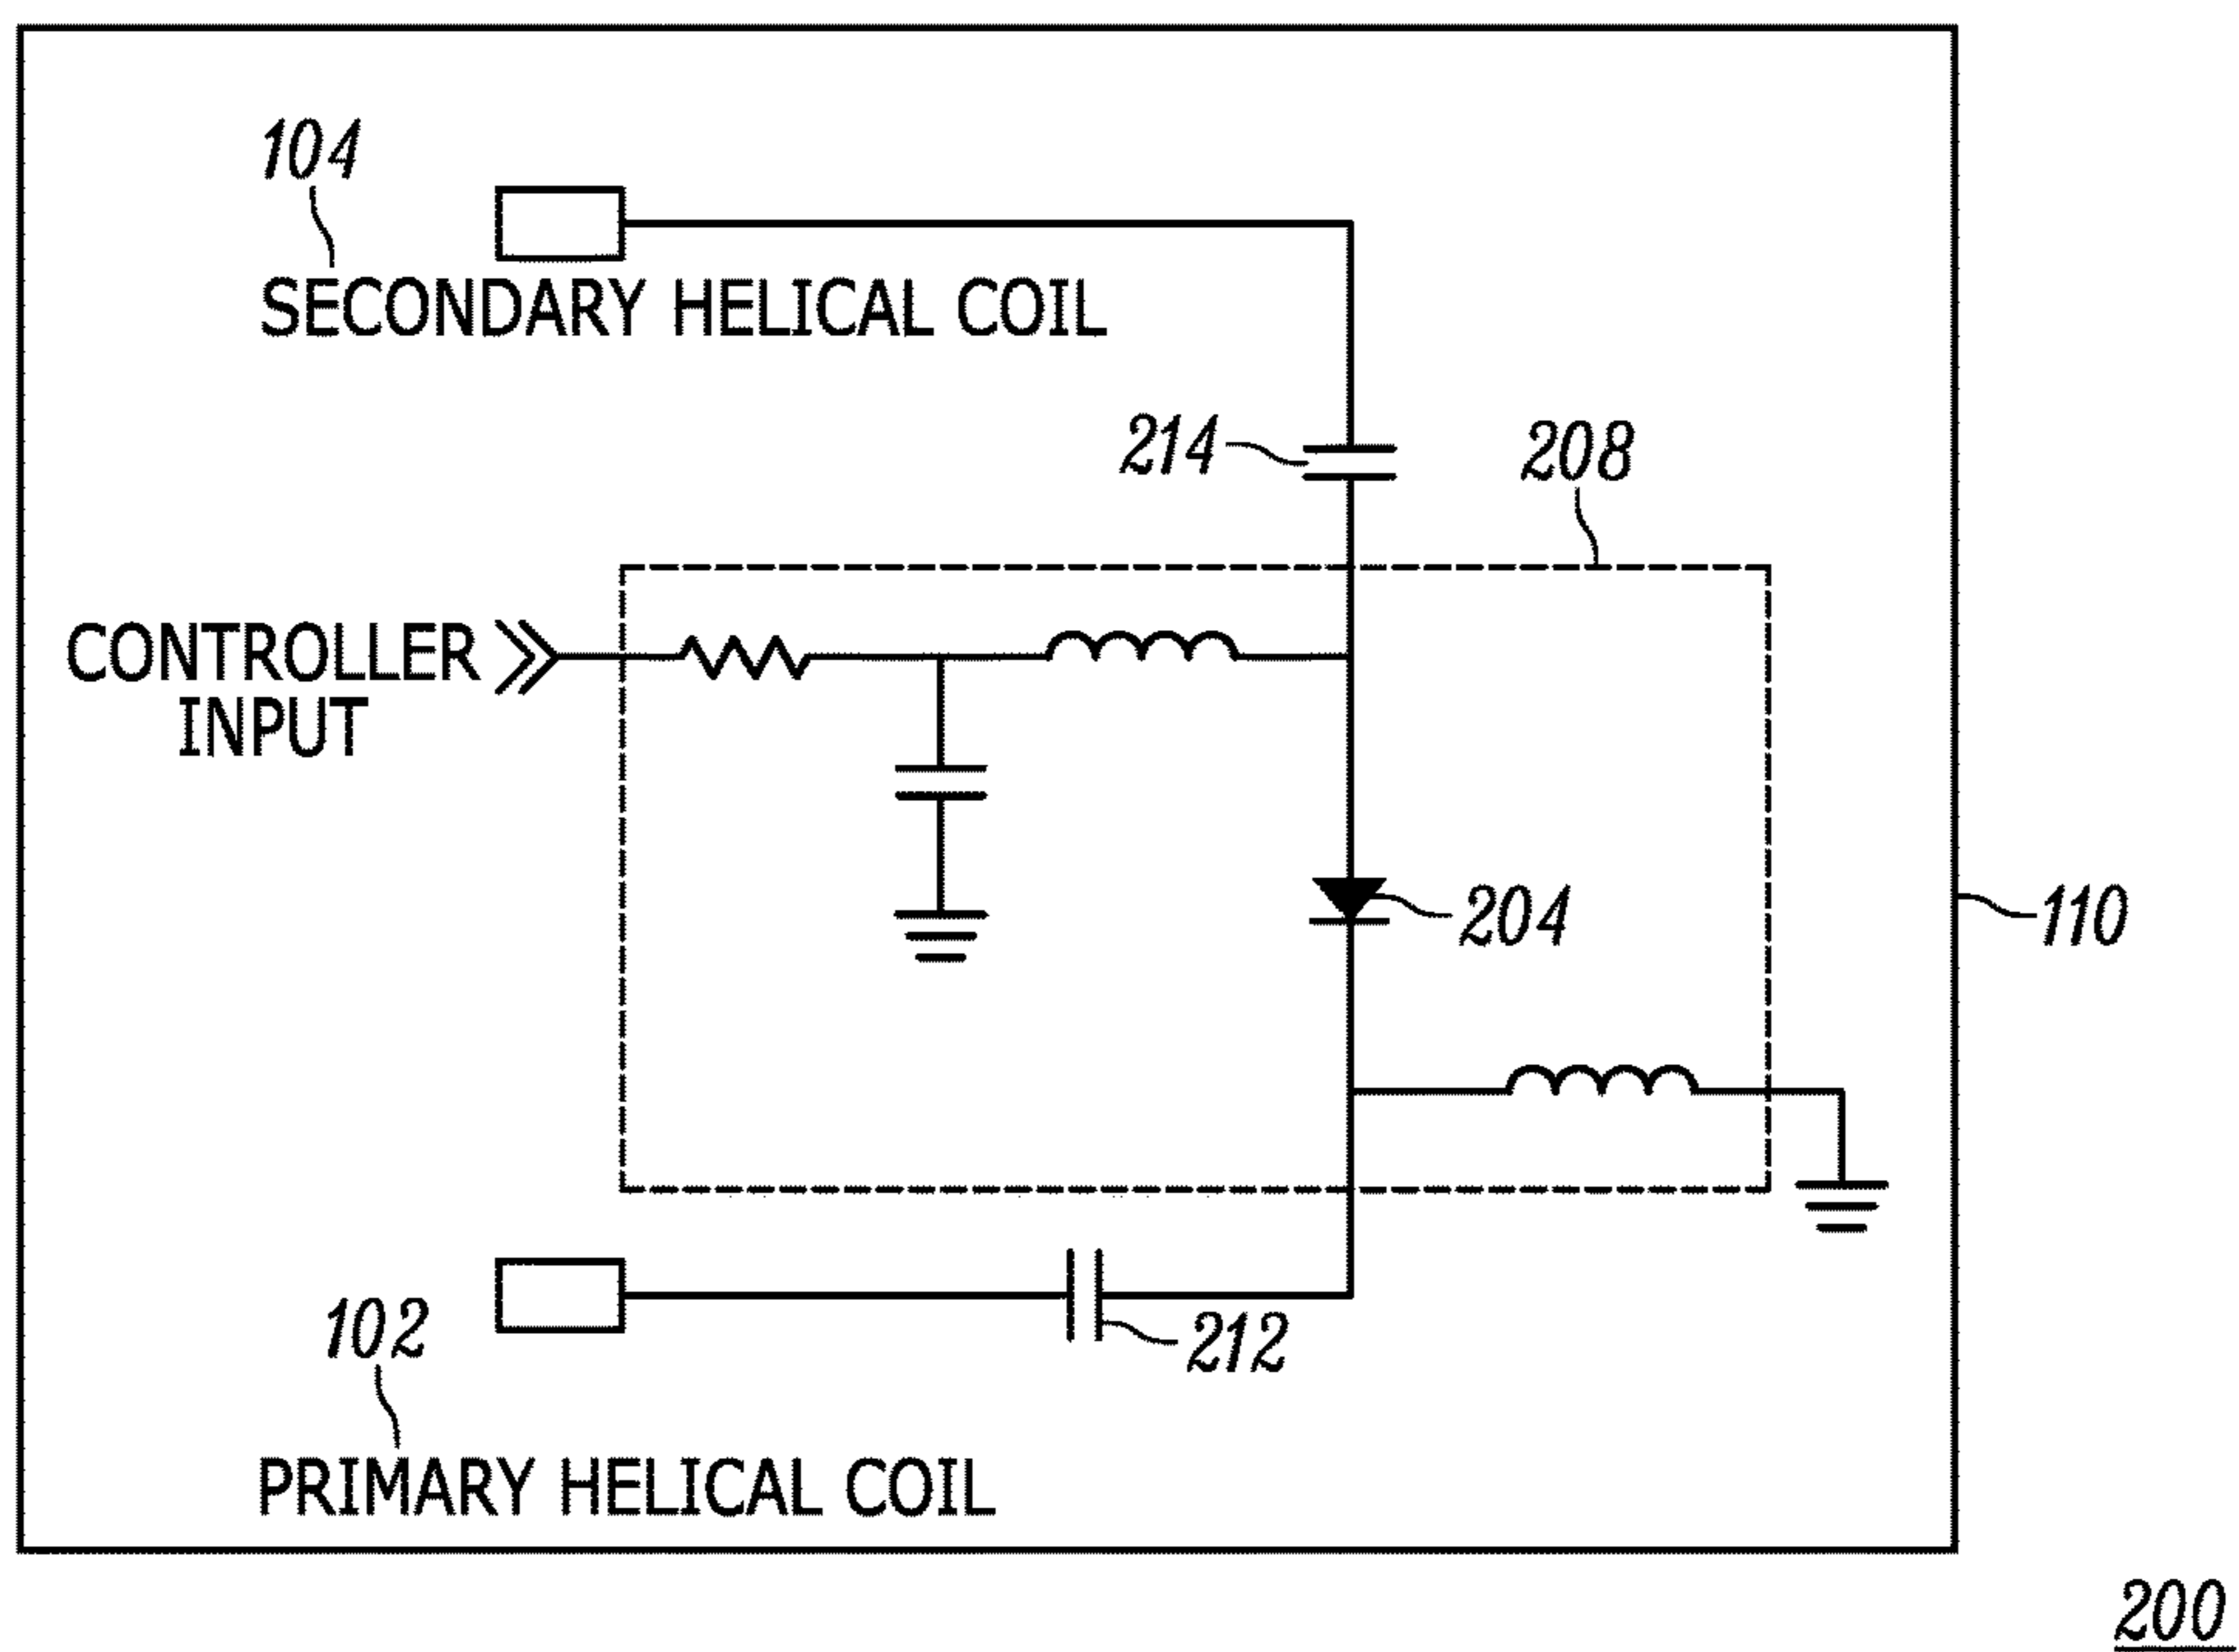 104
SECONDARY HELICAL COIL
214
208
CONTROLLER
INPUT
204
110
212
102
PRIMARY HELICAL COIL
200